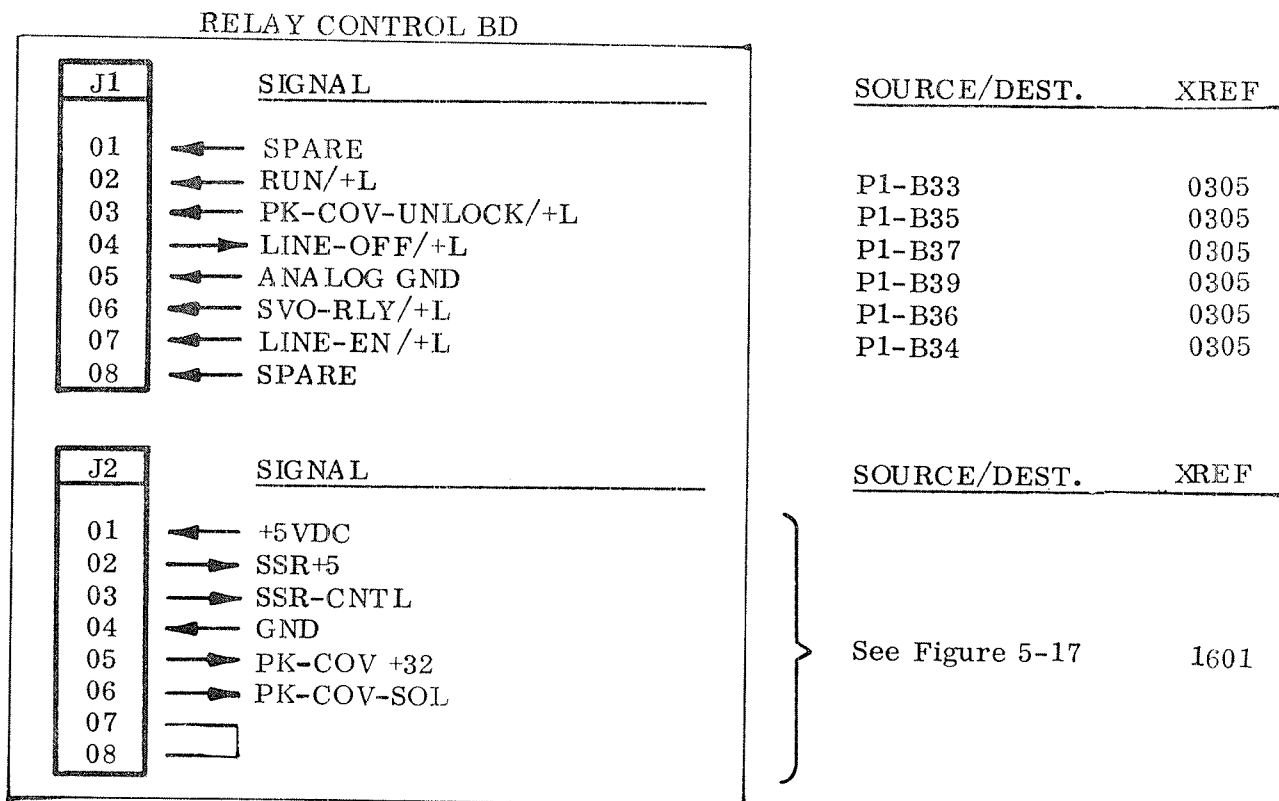 RELAY CONTROL BD
J1 SIGNAL SOURCE/DEST. XREF
01 SPARE
02 RUN/+L P1-B33 0305
03 PK-COV-UNLOCK/+L P1-B35 0305
04 LINE-OFF/+L P1-B37 0305
05 ANALOG GND P1-B39 0305
06 SVO-RLY/+L P1-B36 0305
07 LINE-EN/+L P1-B34 0305
08 SPARE
J2 SIGNAL SOURCE/DEST. XREF
01 +5VDC
02 SSR+5
03 SSR-CNTL
04 GND
05 PK-COV +32 See Figure 5-17 1601
06 PK-COV-SOL
07
08